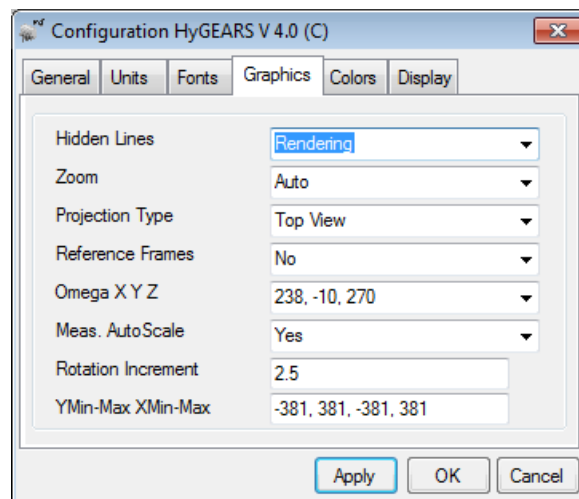 Configuration HyGEARS V 4.0 (C)
General Units Fonts Graphics Colors Display
Hidden Lines Rendering
Zoom Auto
Projection Type Top View
Reference Frames No
Omega X Y Z 238, -10, 270
Meas. AutoScale Yes
Rotation Increment 2.5
YMin-Max XMin-Max -381, 381, -381, 381
Apply OK Cancel